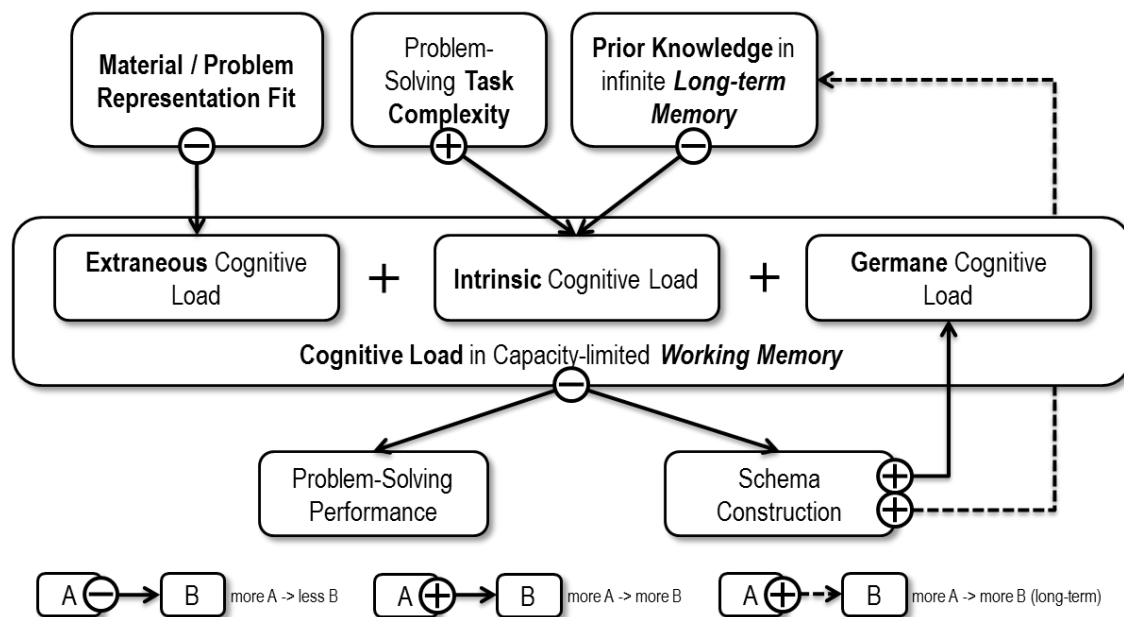 Material / Problem
Representation Fit
Problem-
Solving Task
Complexity
Prior Knowledge in
infinite Long-term
Memory
−
+
−
Extraneous Cognitive
Load
+
Intrinsic Cognitive Load
+
Germane Cognitive
Load
Cognitive Load in Capacity-limited Working Memory
−
Problem-Solving
Performance
Schema
Construction
+
+
A − B more A -> less B
A + B more A -> more B
A + B more A -> more B (long-term)